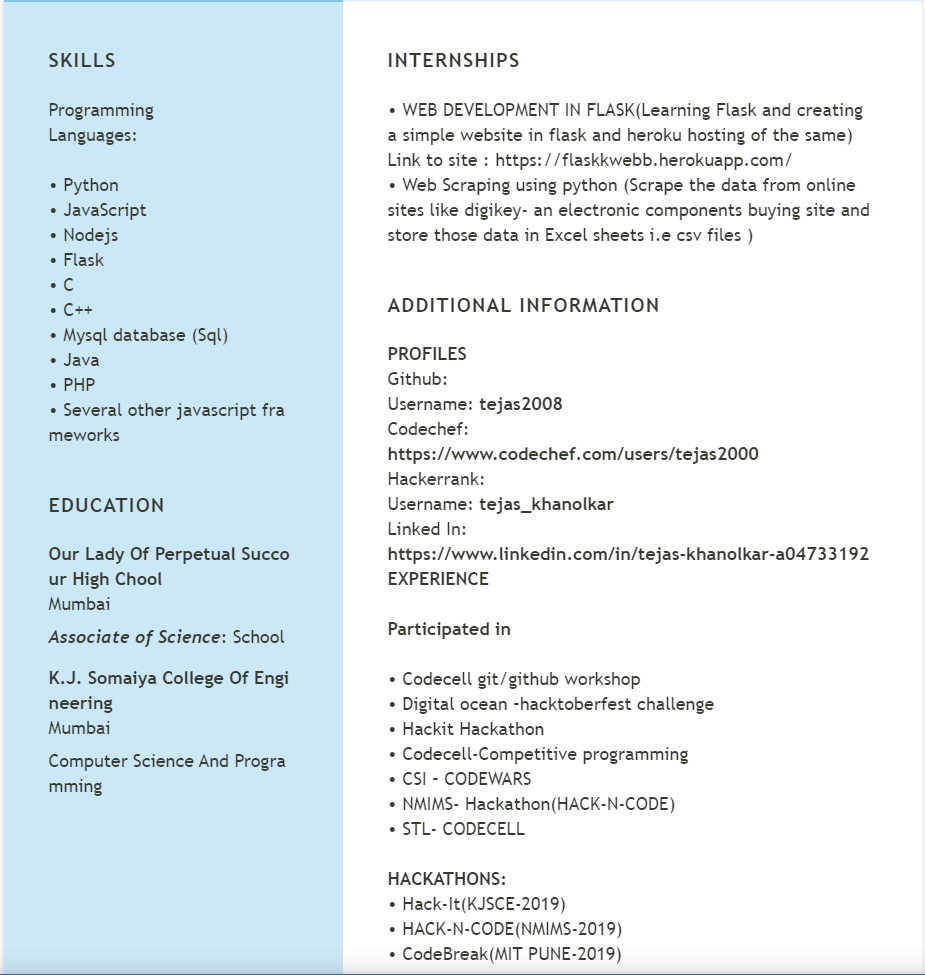 SKILLS
Programming
Languages:
• Python
• JavaScript
• Nodejs
• Flask
• C
• C++
• Mysql database (Sql)
• Java
• PHP
• Several other javascript fra
meworks
EDUCATION
Our Lady Of Perpetual Succo
ur High Chool
Mumbai
Associate of Science: School
K.J. Somaiya College Of Engi
neering
Mumbai
Computer Science And Progra
mming
INTERNSHIPS
• WEB DEVELOPMENT IN FLASK(Learning Flask and creating
a simple website in flask and heroku hosting of the same)
Link to site : https://flaskkwebb.herokuapp.com/
• Web Scraping using python (Scrape the data from online
sites like digikey- an electronic components buying site and
store those data in Excel sheets i.e csv files )
ADDITIONAL INFORMATION
PROFILES
Github:
Username: tejas2008
Codechef:
https://www.codechef.com/users/tejas2000
Hackerrank:
Username: tejas_khanolkar
Linked In:
https://www.linkedin.com/in/tejas-khanolkar-a04733192
EXPERIENCE
Participated in
• Codecell git/github workshop
• Digital ocean -hacktoberfest challenge
• Hackit Hackathon
• Codecell-Competitive programming
• CSI - CODEWARS
• NMIMS- Hackathon(HACK-N-CODE)
• STL- CODECELL
HACKATHONS:
• Hack-It(KJSCE-2019)
• HACK-N-CODE(NMIMS-2019)
• CodeBreak(MIT PUNE-2019)